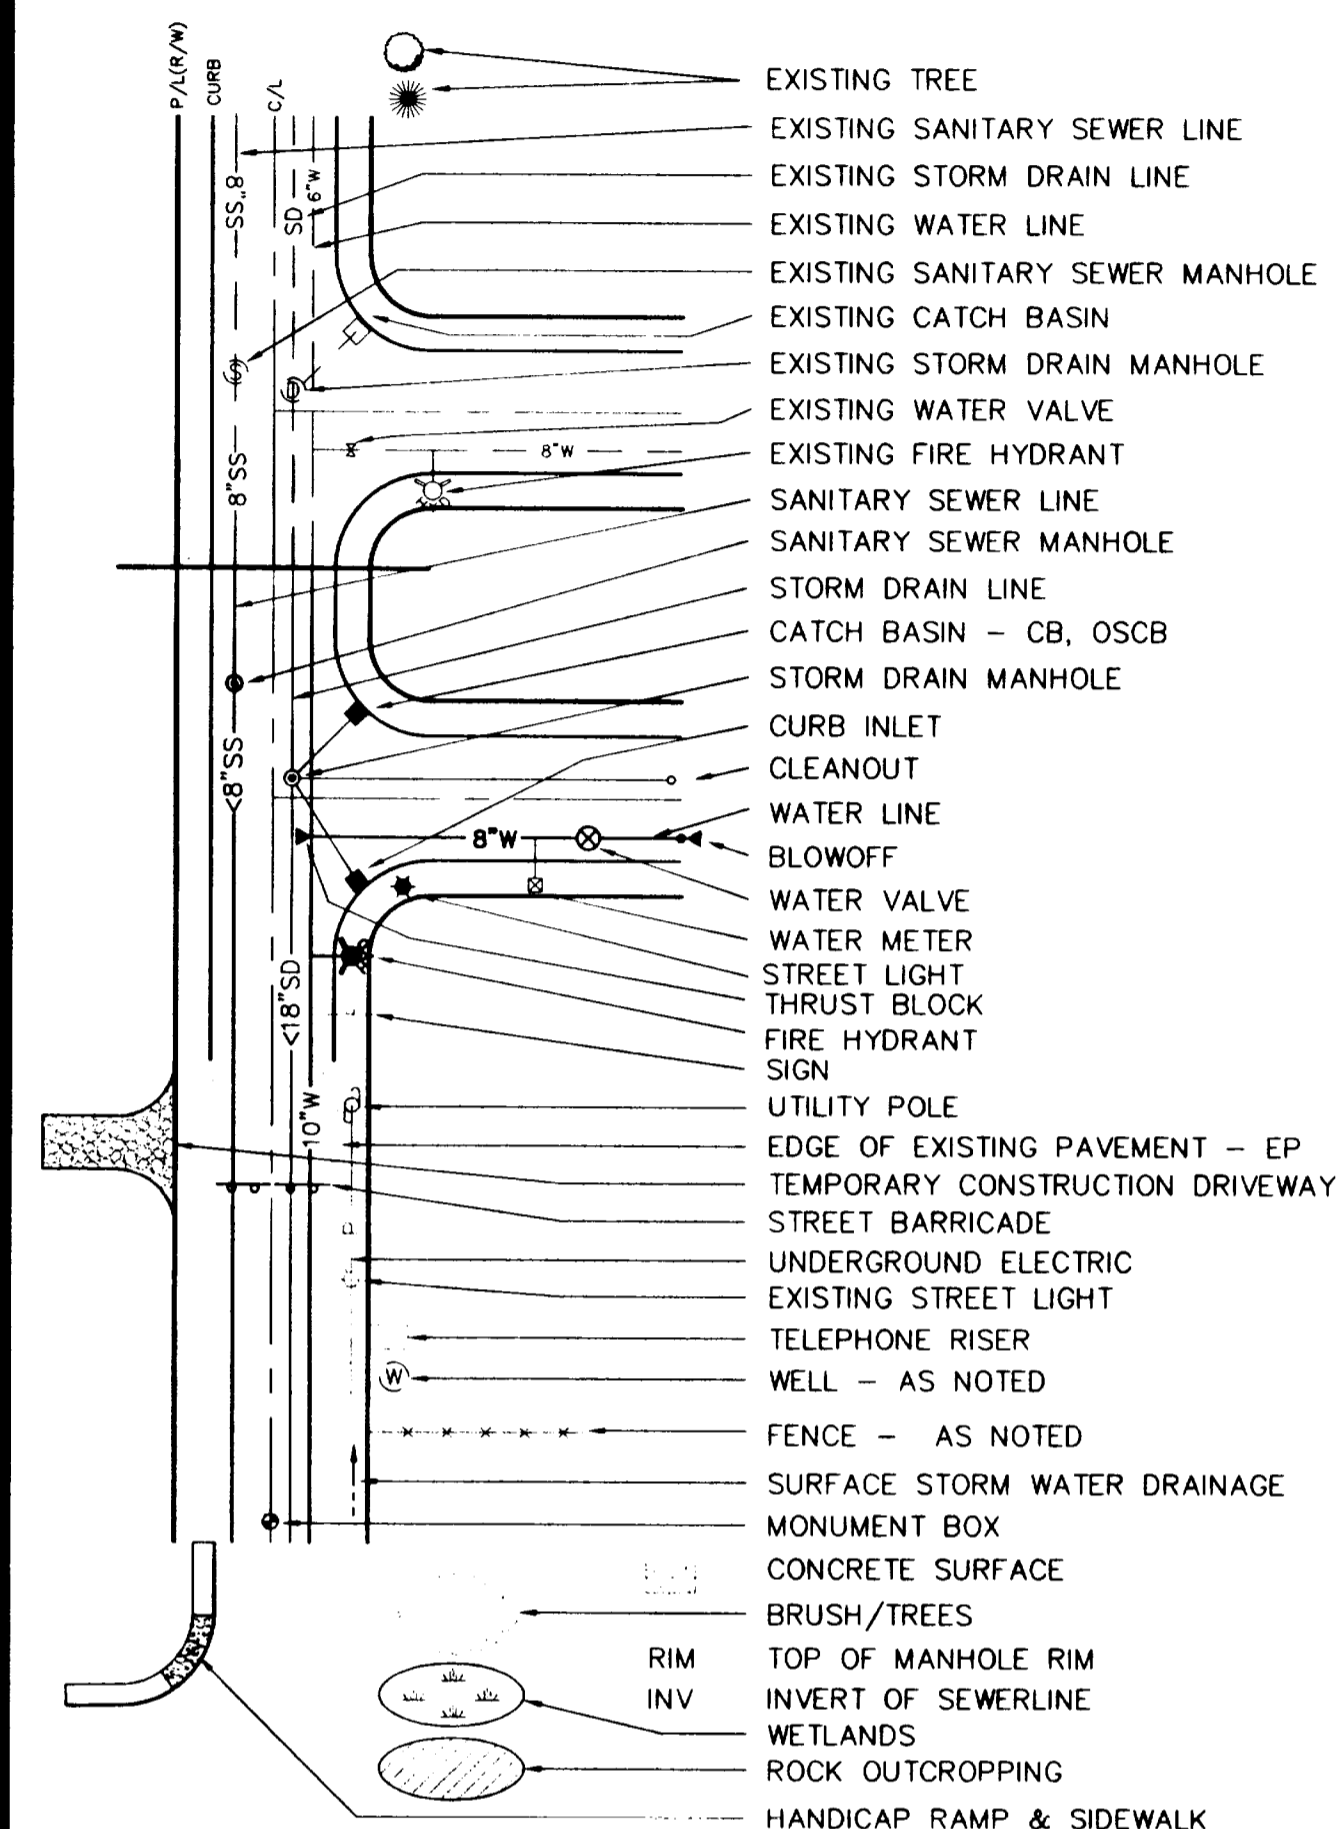 P/L(R/W)
CURB
C/L
EXISTING TREE
EXISTING SANITARY SEWER LINE
EXISTING STORM DRAIN LINE
EXISTING WATER LINE
EXISTING SANITARY SEWER MANHOLE
EXISTING CATCH BASIN
EXISTING STORM DRAIN MANHOLE
EXISTING WATER VALVE
EXISTING FIRE HYDRANT
SANITARY SEWER LINE
SANITARY SEWER MANHOLE
STORM DRAIN LINE
CATCH BASIN – CB, OSCB
STORM DRAIN MANHOLE
CURB INLET
CLEANOUT
WATER LINE
BLOWOFF
WATER VALVE
WATER METER
STREET LIGHT
THRUST BLOCK
FIRE HYDRANT
SIGN
UTILITY POLE
EDGE OF EXISTING PAVEMENT – EP
TEMPORARY CONSTRUCTION DRIVEWAY
STREET BARRICADE
UNDERGROUND ELECTRIC
EXISTING STREET LIGHT
TELEPHONE RISER
WELL – AS NOTED
FENCE – AS NOTED
SURFACE STORM WATER DRAINAGE
MONUMENT BOX
CONCRETE SURFACE
BRUSH/TREES
RIM TOP OF MANHOLE RIM
INV INVERT OF SEWERLINE
WETLANDS
ROCK OUTCROPPING
HANDICAP RAMP & SIDEWALK
8"SS
SD
6"W
S
8"W
8"SS
<8"SS
8"W
<18"SD
10"W
W